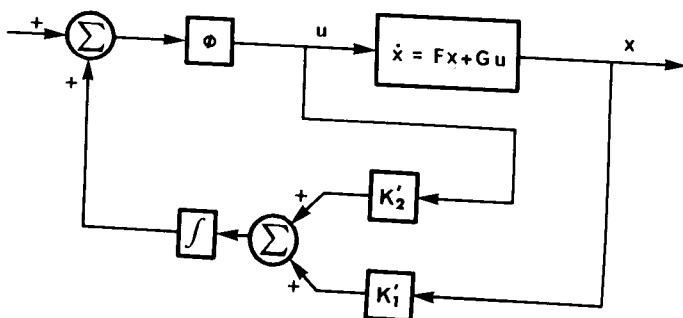 +
Σ
+
Φ
u
ẋ = Fx+Gu
x
K′₂
+
∫
Σ
+
K′₁